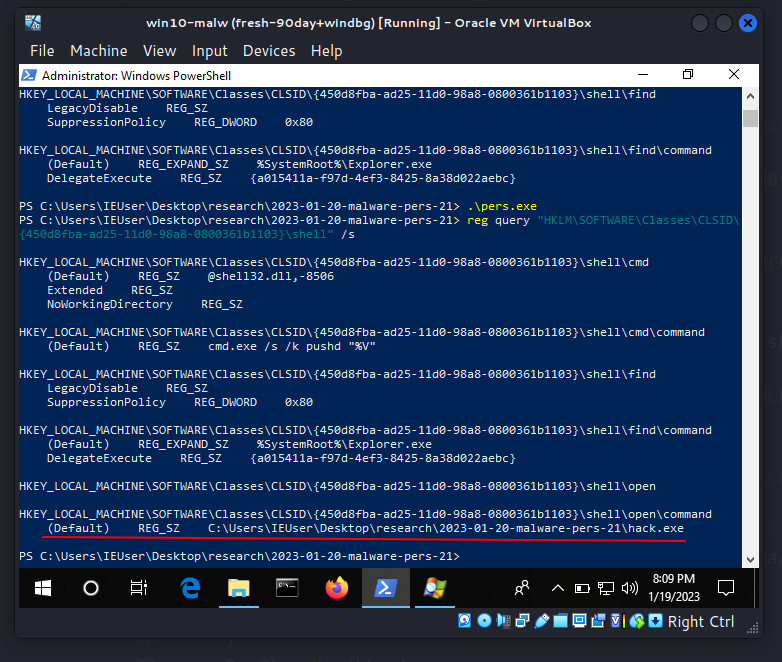 win10-malw (fresh-90day+windbg) [Running] - Oracle VM VirtualBox
File Machine View Input Devices Help
Administrator: Windows PowerShell
HKEY_LOCAL_MACHINE\SOFTWARE\Classes\CLSID\{450d8fba-ad25-11d0-98a8-0800361b1103}\shell\find
LegacyDisable REG_SZ
SuppressionPolicy REG_DWORD 0x80
HKEY_LOCAL_MACHINE\SOFTWARE\Classes\CLSID\{450d8fba-ad25-11d0-98a8-0800361b1103}\shell\find\command
(Default) REG_EXPAND_SZ %SystemRoot%\Explorer.exe
DelegateExecute REG_SZ {a015411a-f97d-4ef3-8425-8a38d022aebc}
PS C:\Users\IEUser\Desktop\research\2023-01-20-malware-pers-21> .\pers.exe
PS C:\Users\IEUser\Desktop\research\2023-01-20-malware-pers-21> reg query "HKLM\SOFTWARE\Classes\CLSID\
{450d8fba-ad25-11d0-98a8-0800361b1103}\shell" /s
HKEY_LOCAL_MACHINE\SOFTWARE\Classes\CLSID\{450d8fba-ad25-11d0-98a8-0800361b1103}\shell\cmd
(Default) REG_SZ @shell32.dll,-8506
Extended REG_SZ
NoWorkingDirectory REG_SZ
HKEY_LOCAL_MACHINE\SOFTWARE\Classes\CLSID\{450d8fba-ad25-11d0-98a8-0800361b1103}\shell\cmd\command
(Default) REG_SZ cmd.exe /s /k pushd "%V"
HKEY_LOCAL_MACHINE\SOFTWARE\Classes\CLSID\{450d8fba-ad25-11d0-98a8-0800361b1103}\shell\find
LegacyDisable REG_SZ
SuppressionPolicy REG_DWORD 0x80
HKEY_LOCAL_MACHINE\SOFTWARE\Classes\CLSID\{450d8fba-ad25-11d0-98a8-0800361b1103}\shell\find\command
(Default) REG_EXPAND_SZ %SystemRoot%\Explorer.exe
DelegateExecute REG_SZ {a015411a-f97d-4ef3-8425-8a38d022aebc}
HKEY_LOCAL_MACHINE\SOFTWARE\Classes\CLSID\{450d8fba-ad25-11d0-98a8-0800361b1103}\shell\open
HKEY_LOCAL_MACHINE\SOFTWARE\Classes\CLSID\{450d8fba-ad25-11d0-98a8-0800361b1103}\shell\open\command
(Default) REG_SZ C:\Users\IEUser\Desktop\research\2023-01-20-malware-pers-21\hack.exe
PS C:\Users\IEUser\Desktop\research\2023-01-20-malware-pers-21>
8:09 PM
1/19/2023
Right Ctrl